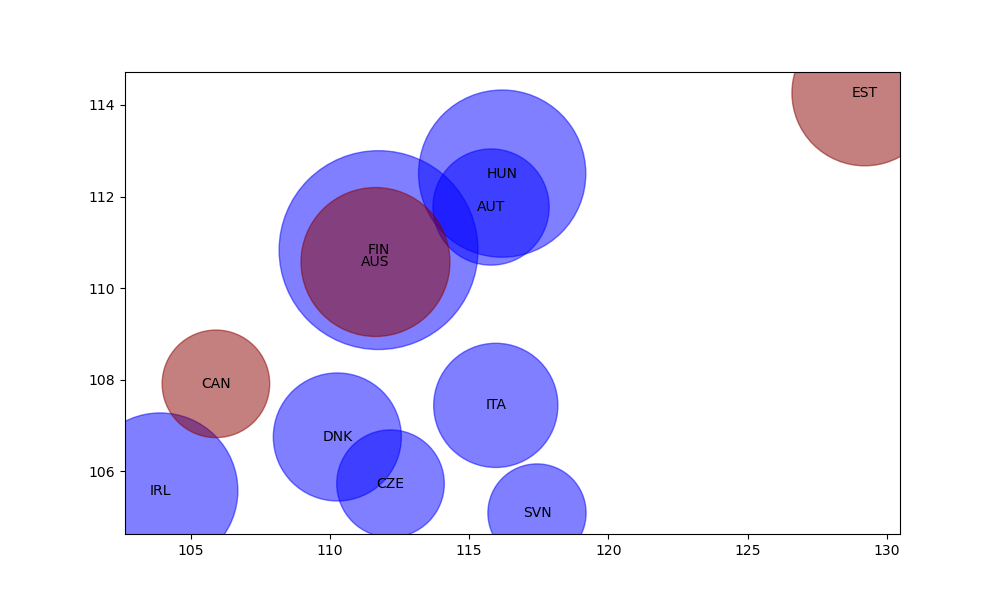 114
112
110
108
106
105
110
115
120
125
130
EST
HUN
AUT
FIN
AUS
CAN
ITA
DNK
CZE
IRL
SVN